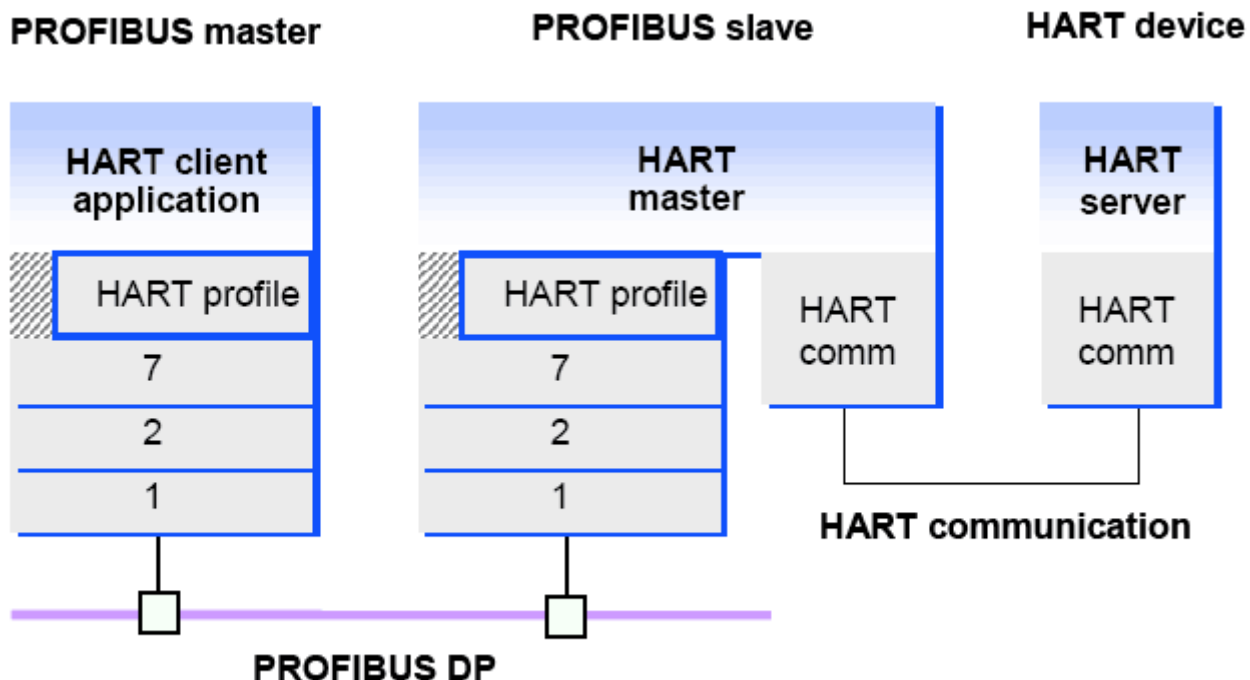 PROFIBUS master
PROFIBUS slave
HART device
HART client
application
HART
master
HART
server
HART profile
HART profile
HART
comm
HART
comm
7
7
2
2
1
1
HART communication
PROFIBUS DP